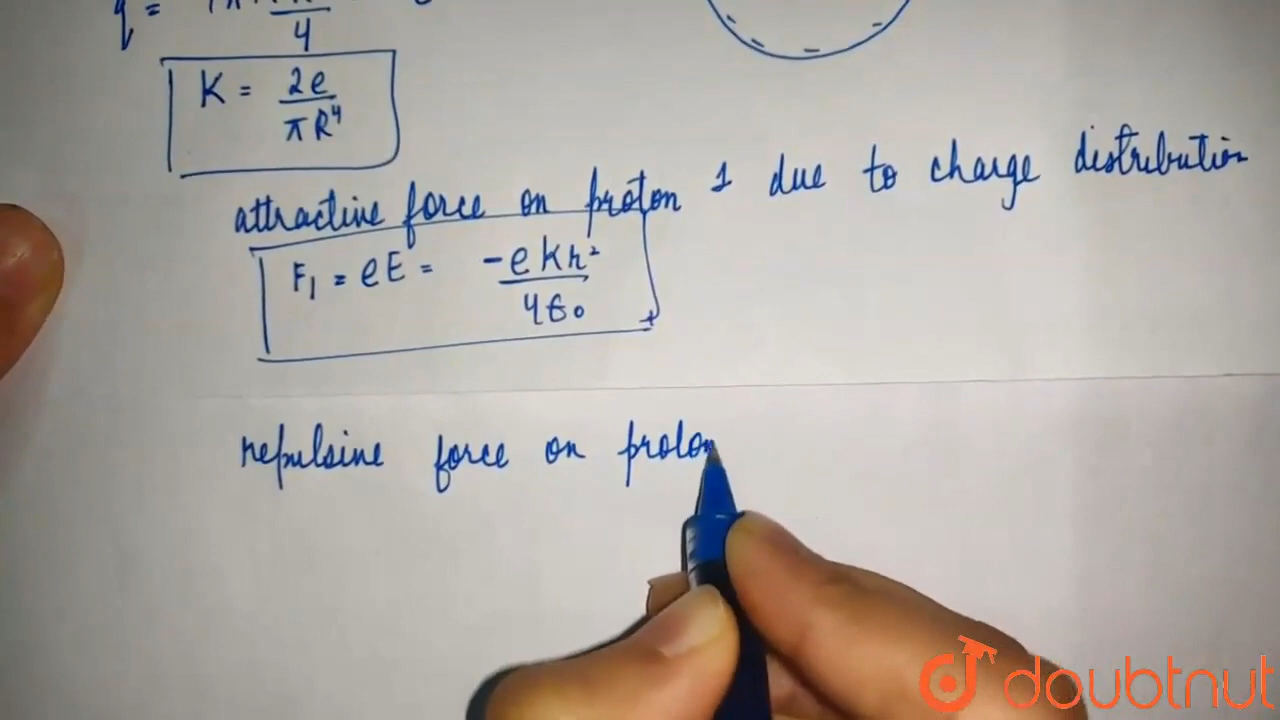 q =
4
K = 2e / πR⁴
attractive force on proton 1 due to charge distribution
F₁ = eE = -eKr² / 4ε₀
repulsive force on proton
doubtnut